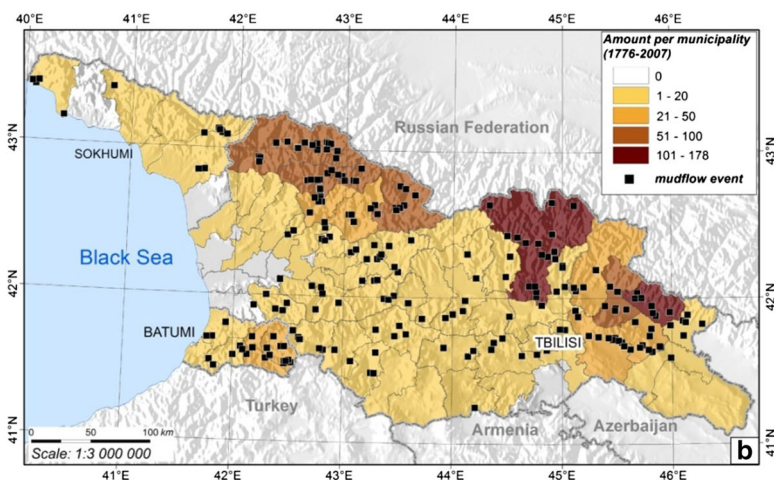 40°E 41°E 42°E 43°E 44°E 45°E 46°E
Amount per municipality
(1776-2007)
0
1 - 20
21 - 50
51 - 100
101 - 178
mudflow event
Russian Federation
43°N
43°N
SOKHUMI
Black Sea
42°N
42°N
BATUMI
TBILISI
Turkey
Armenia
Azerbaijan
41°N
41°N
0 50 100 km
Scale: 1:3 000 000
b
41°E 42°E 43°E 44°E 45°E 46°E